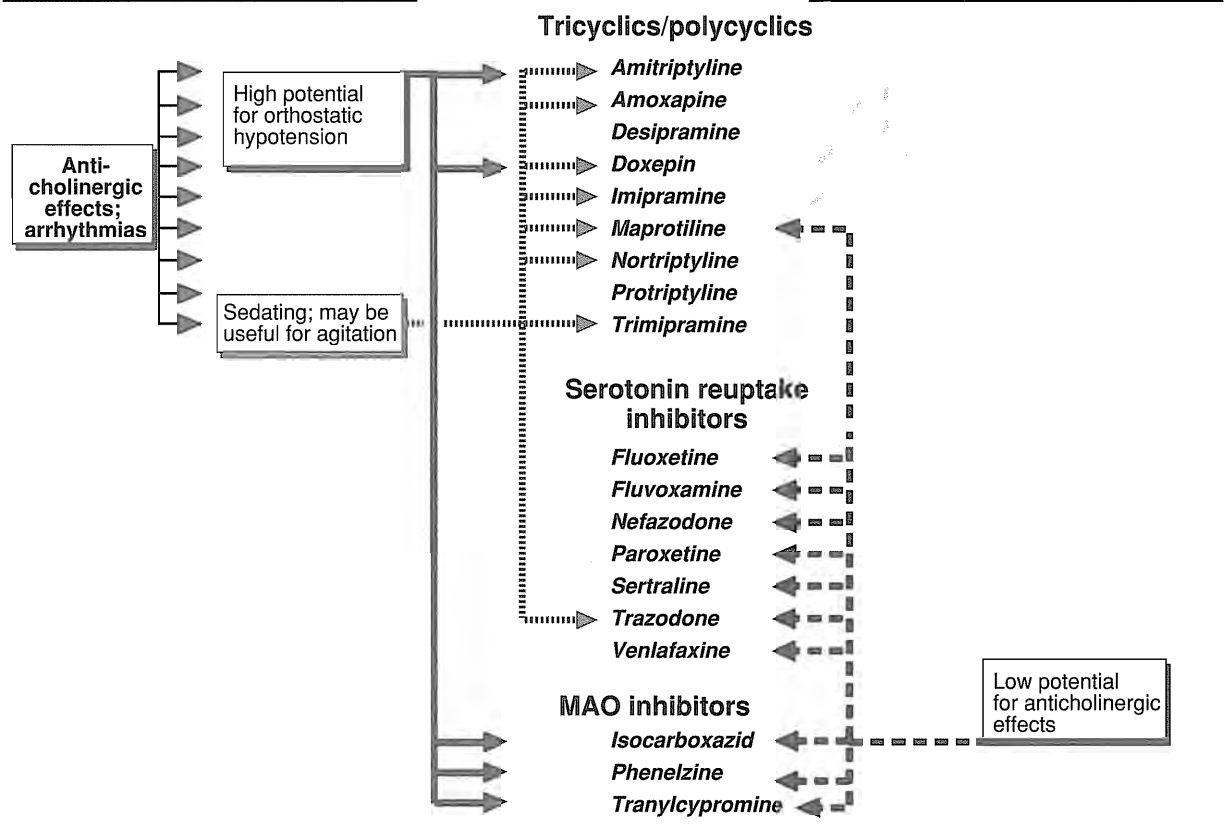 Tricyclics/polycyclics
Amitriptyline
Amoxapine
Desipramine
Doxepin
Imipramine
Maprotiline
Nortriptyline
Protriptyline
Trimipramine
High potential
for orthostatic
hypotension
Anti-
cholinergic
effects;
arrhythmias
Sedating; may be
useful for agitation
Serotonin reuptake
inhibitors
Fluoxetine
Fluvoxamine
Nefazodone
Paroxetine
Sertraline
Trazodone
Venlafaxine
MAO inhibitors
Isocarboxazid
Phenelzine
Tranylcypromine
Low potential
for anticholinergic
effects